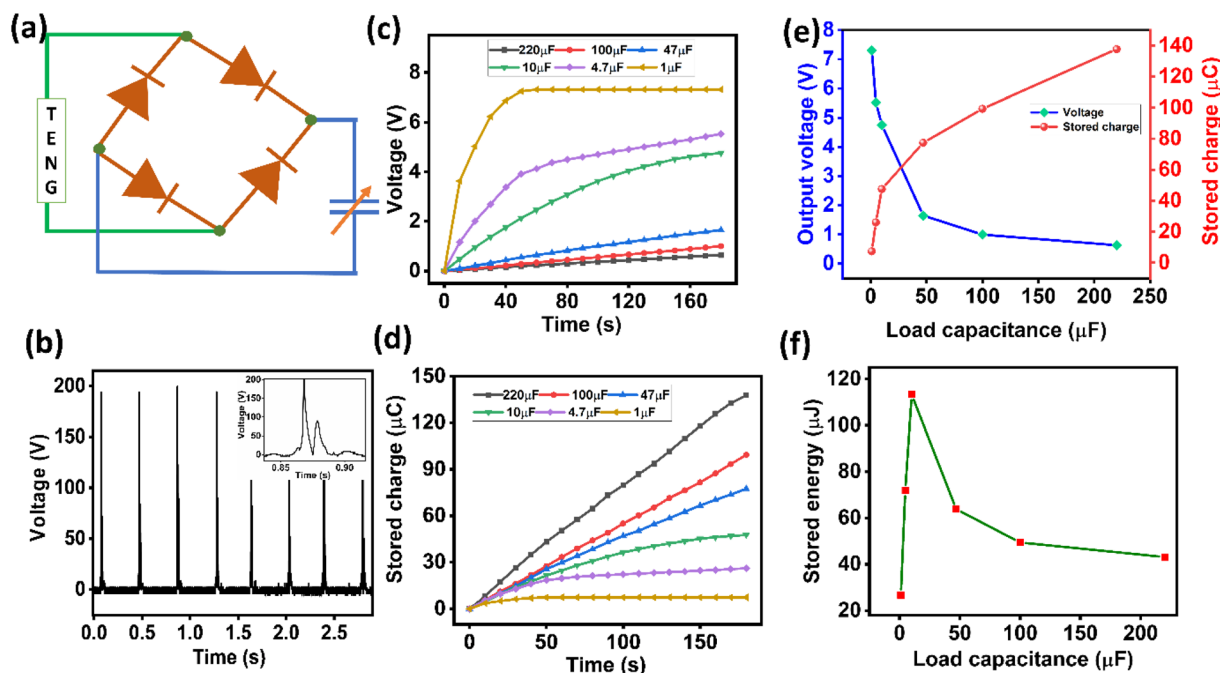 (a)
T
E
N
G
(b)
Voltage (V)
200
150
100
50
0
0.0 0.5 1.0 1.5 2.0 2.5
Time (s)
Voltage (V)
200
150
100
50
0
0.85 0.90
Time (s)
(c)
Voltage (V)
8
4
0
220μF 100μF 47μF
10μF 4.7μF 1μF
0 40 80 120 160
Time (s)
(d)
Stored charge (μC)
150
120
90
60
30
0
220μF 100μF 47μF
10μF 4.7μF 1μF
0 50 100 150 200
Time (s)
(e)
Output voltage (V)
8
7
6
5
4
3
2
1
0
Voltage
Stored charge
140
120
100
80
60
40
20
0
Stored charge (μC)
0 50 100 150 200 250
Load capacitance (μF)
(f)
Stored energy (μJ)
120
100
80
60
40
20
0 50 100 150 200
Load capacitance (μF)